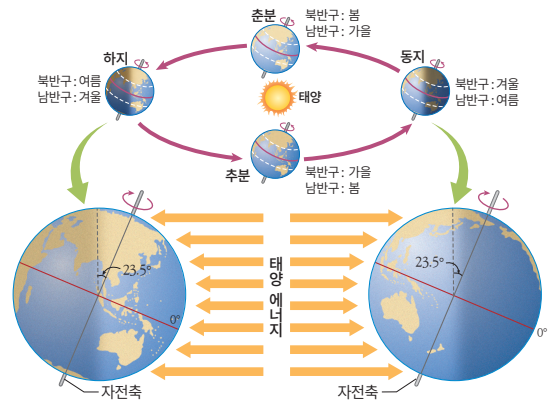 춘분
북반구 : 봄
남반구 : 가을
하지
북반구 : 여름
남반구 : 겨울
태양
동지
북반구 : 겨울
남반구 : 여름
추분
북반구 : 가을
남반구 : 봄
23.5°
0°
자전축
태양 에너지
23.5°
0°
자전축